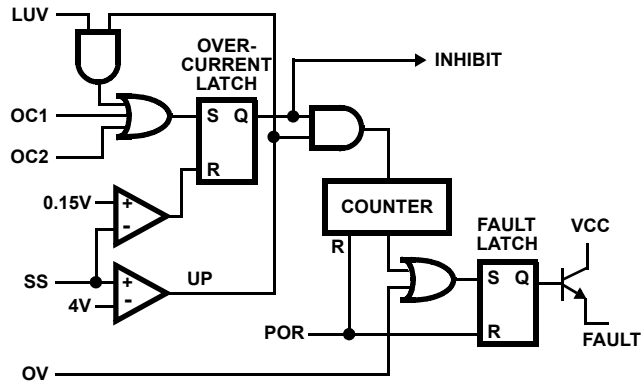 LUV
OVER-
CURRENT
LATCH
INHIBIT
OC1
S
Q
OC2
R
0.15V
+
-
COUNTER
R
FAULT
LATCH
VCC
SS
+
4V
-
UP
S
Q
POR
R
FAULT
OV